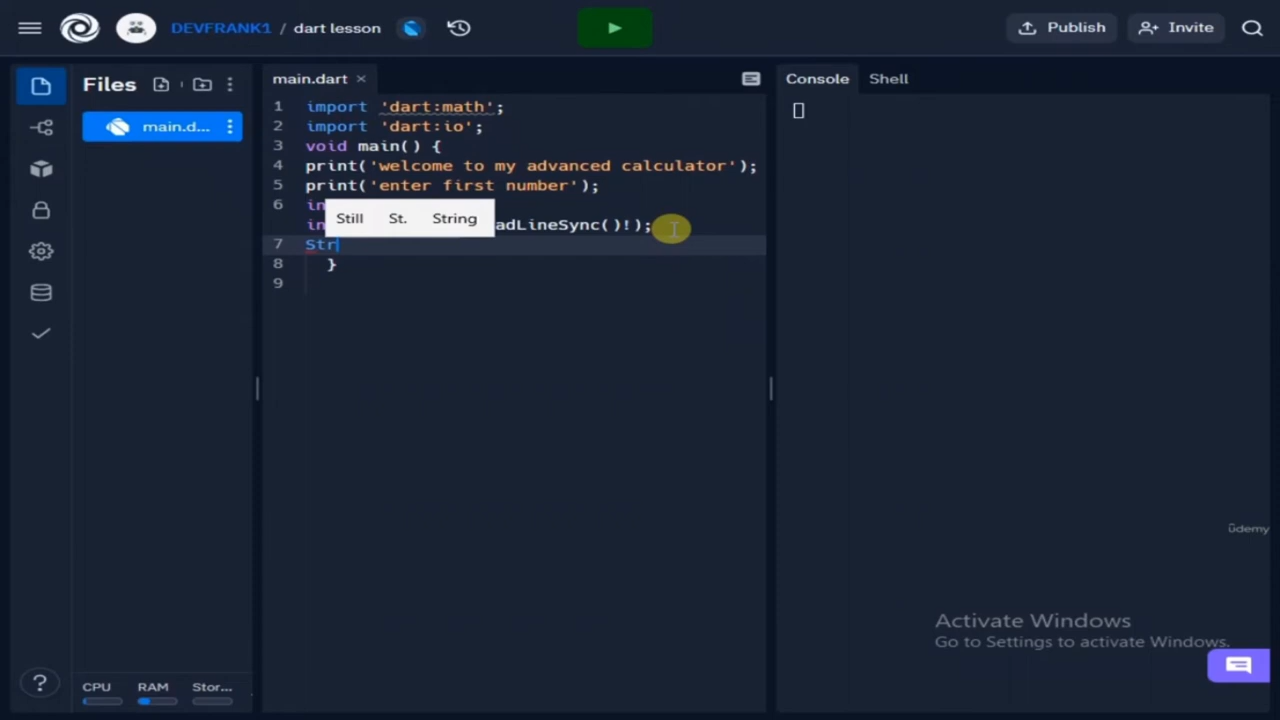 DEVFRANK1 / dart lesson
Publish
Invite
Files
main.d...
main.dart ×
1 import 'dart:math';
2 import 'dart:io';
3 void main() {
4 print('welcome to my advanced calculator');
5 print('enter first number');
6 in
Still St. String
in adLineSync()!);
7 Str
8 }
9
Console Shell
CPU RAM Stor...
ûdemy
Activate Windows
Go to Settings to activate Windows.
?